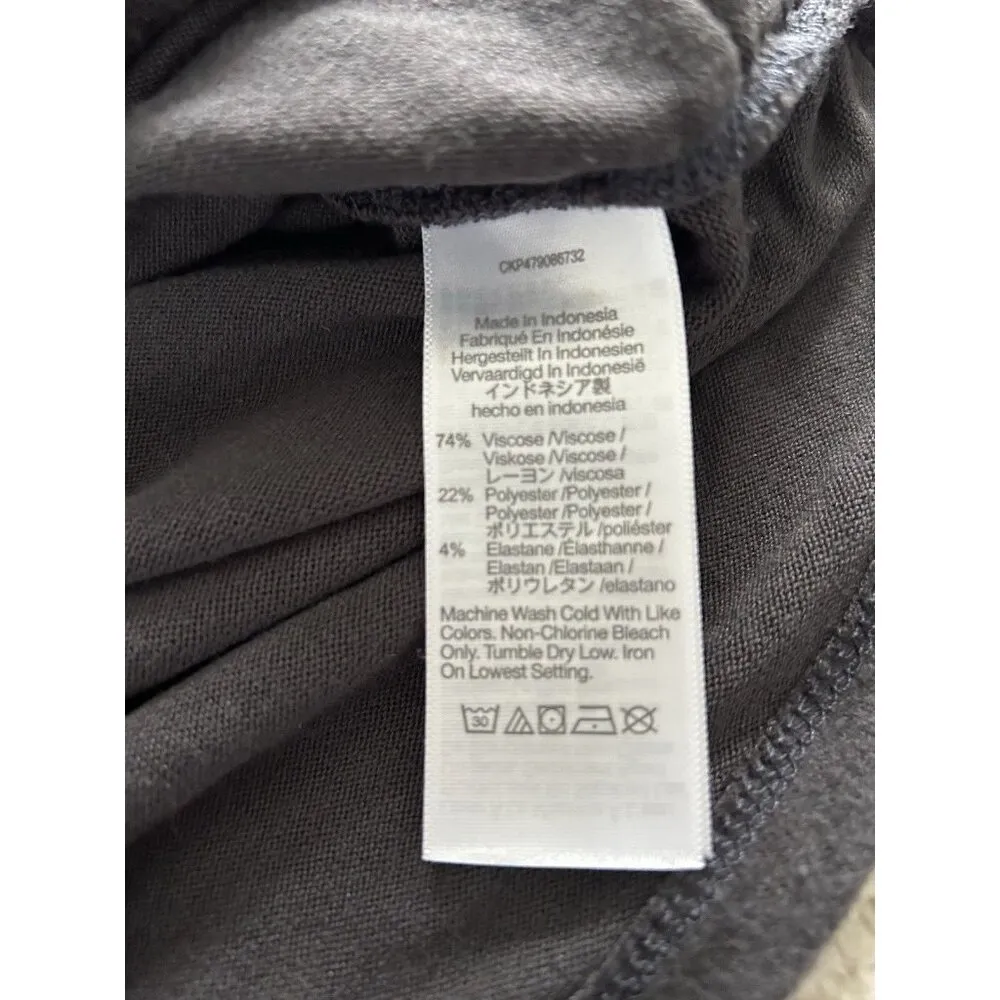 CKP479086732
Made In Indonesia
Fabriqué En Indonésie
Hergestellt In Indonesien
Vervaardigd In Indonesië
インドネシア製
hecho en indonesia
74% Viscose /Viscose /
Viskose /Viscose /
レーヨン /viscosa
22% Polyester /Polyester /
Polyester /Polyester /
ポリエステル /poliéster
4% Elastane /Élasthanne /
Elastan /Elastaan /
ポリウレタン /elastano
Machine Wash Cold With Like
Colors. Non-Chlorine Bleach
Only. Tumble Dry Low. Iron
On Lowest Setting.
30